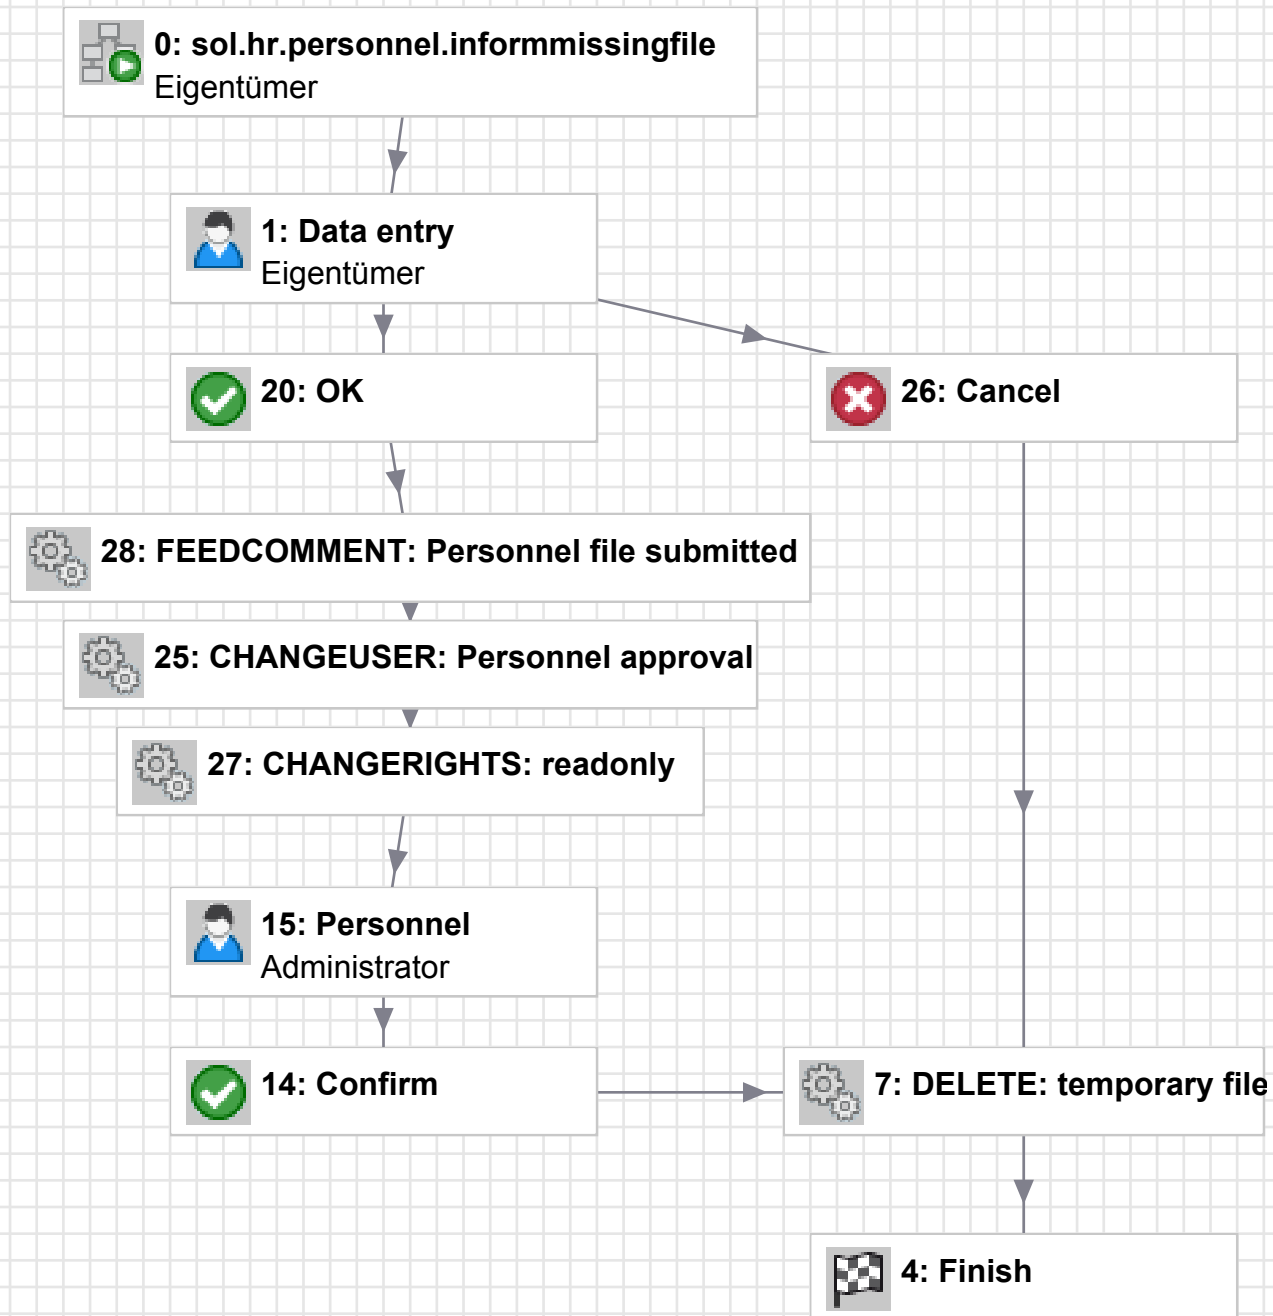 0: sol.hr.personnel.informmissingfile
Eigentümer
1: Data entry
Eigentümer
20: OK
26: Cancel
28: FEEDCOMMENT: Personnel file submitted
25: CHANGEUSER: Personnel approval
27: CHANGERIGHTS: readonly
15: Personnel
Administrator
14: Confirm
7: DELETE: temporary file
4: Finish